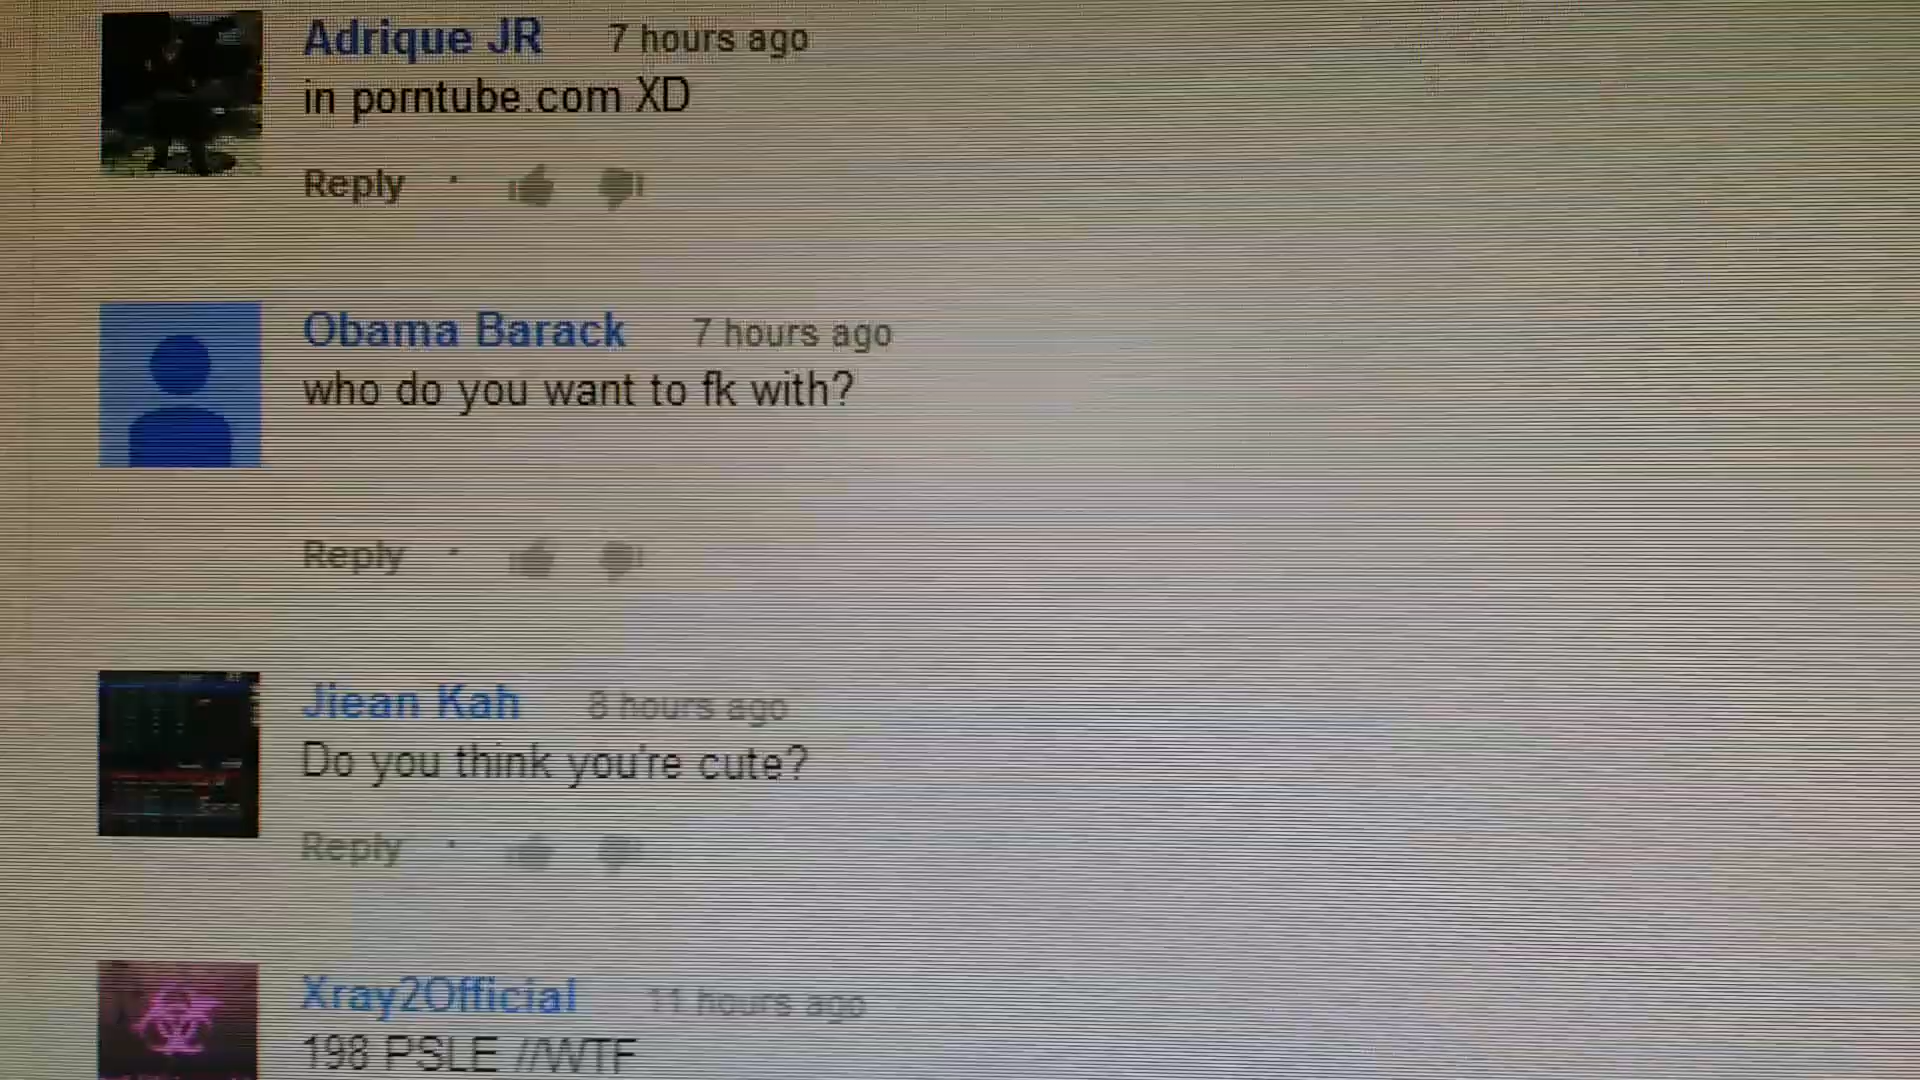 Adrique JR 7 hours ago
in porntube.com XD
Reply
Obama Barack 7 hours ago
who do you want to fk with?
Reply
Jiean Kah 8 hours ago
Do you think you're cute?
Reply
Xray2Official 11 hours ago
198 PSLE //WTF